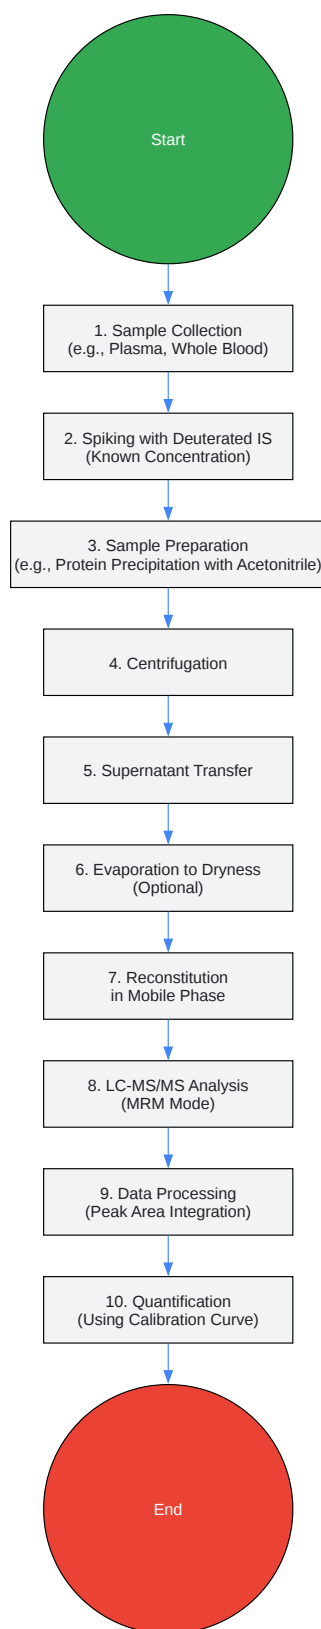 Start
1. Sample Collection
(e.g., Plasma, Whole Blood)
2. Spiking with Deuterated IS
(Known Concentration)
3. Sample Preparation
(e.g., Protein Precipitation with Acetonitrile)
4. Centrifugation
5. Supernatant Transfer
6. Evaporation to Dryness
(Optional)
7. Reconstitution
in Mobile Phase
8. LC-MS/MS Analysis
(MRM Mode)
9. Data Processing
(Peak Area Integration)
10. Quantification
(Using Calibration Curve)
End